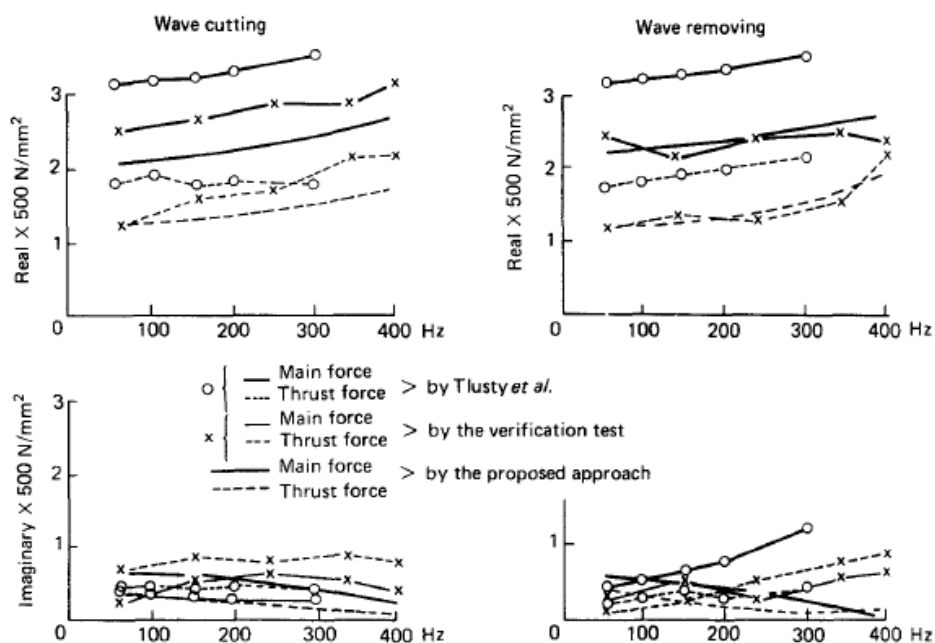 Wave cutting
Wave removing
Real X 500 N/mm²
3
2
1
0
100
200
300
400 Hz
Real X 500 N/mm²
3
2
1
0
100
200
300
400 Hz
Imaginary X 500 N/mm²
3
2
1
0
100
200
300
400 Hz
Main force
Thrust force > by Tlusty et al.
Main force
Thrust force > by the verification test
Main force
Thrust force > by the proposed approach
1
0
100
200
300
400 Hz